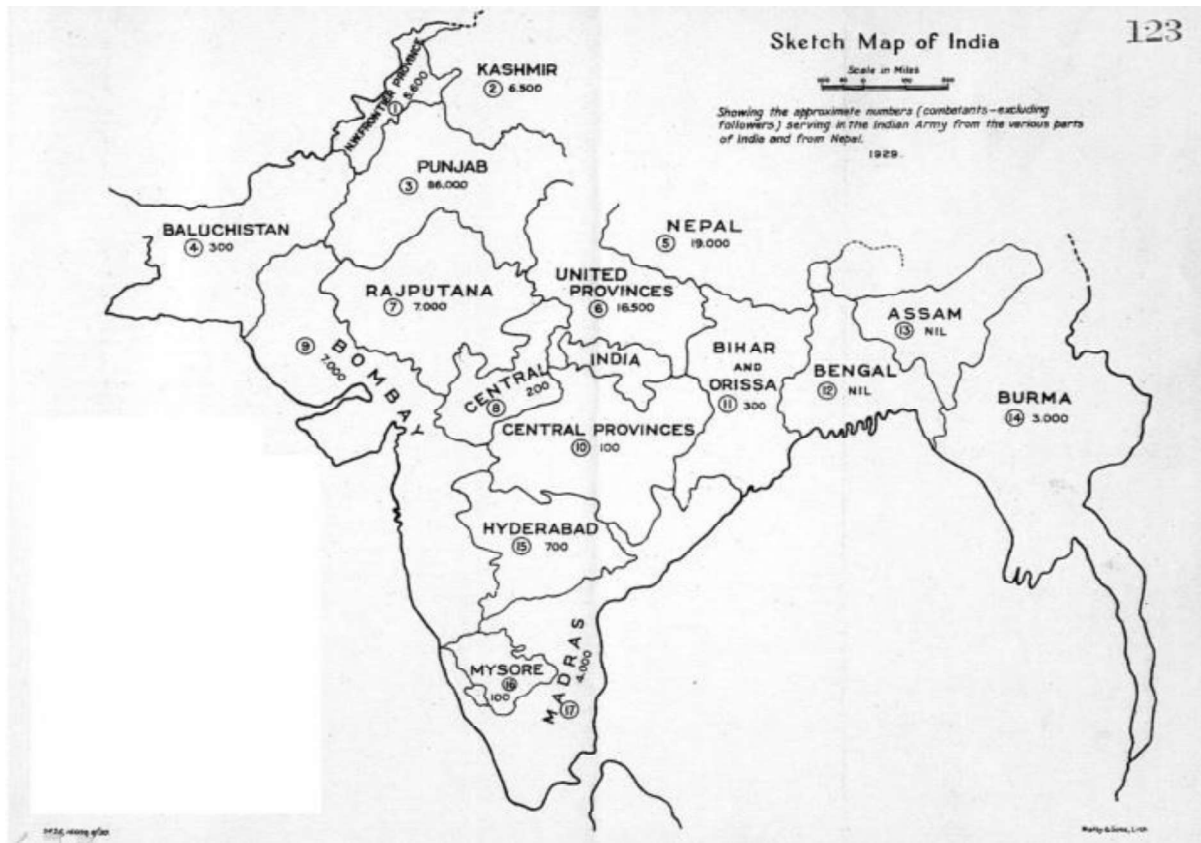 123
Sketch Map of India
Scale in Miles
Showing the approximate numbers (combatants-excluding
followers) serving in the Indian Army from the various parts
of India and from Nepal.
1929.
PROVINCE
① 5.600
KASHMIR
② 6.500
PUNJAB
③ 86.000
BALUCHISTAN
④ 300
NEPAL
⑤ 19.000
UNITED
PROVINCES
⑥ 16.500
RAJPUTANA
⑦ 7.000
CENTRAL
⑧ 200
INDIA
BOMBAY
⑨ 7.000
CENTRAL PROVINCES
⑩ 100
BIHAR
AND
ORISSA
⑪ 300
BENGAL
⑫ NIL
ASSAM
⑬ NIL
BURMA
⑭ 3.000
HYDERABAD
⑮ 700
MYSORE
⑯
100
MADRAS
⑰ 4.000